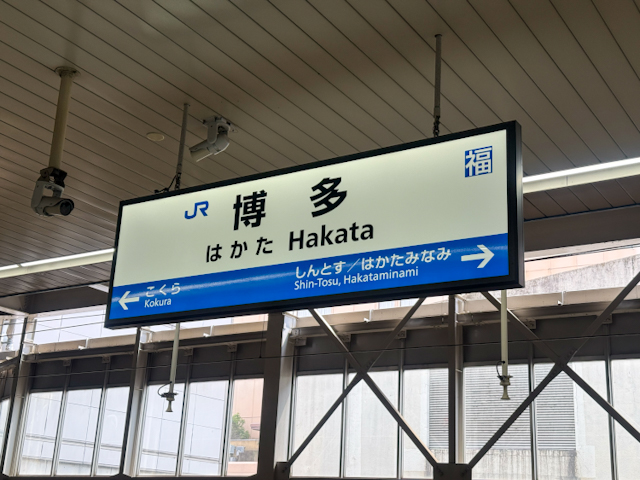 福
JR 博多
はかた Hakata
こくら
Kokura
しんとす／はかたみなみ
Shin-Tosu, Hakataminami